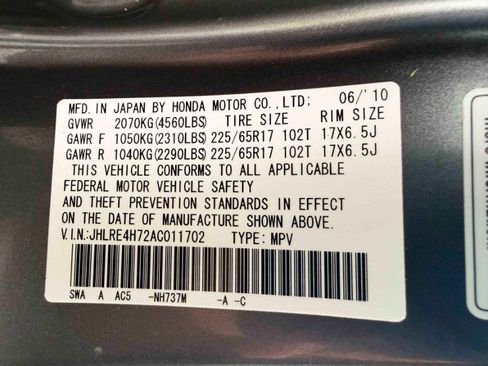 MFD. IN JAPAN BY HONDA MOTOR CO.,LTD; 06/'10
GVWR 2070KG(4560LBS) TIRE SIZE RIM SIZE
GAWR F 1050KG(2310LBS) 225/65R17 102T 17X6.5J
GAWR R 1040KG(2290LBS) 225/65R17 102T 17X6.5J
THIS VEHICLE CONFORMS TO ALL APPLICABLE
FEDERAL MOTOR VEHICLE SAFETY
AND THEFT PREVENTION STANDARDS IN EFFECT
ON THE DATE OF MANUFACTURE SHOWN ABOVE.
V.IN:JHLRE4H72AC011702 TYPE: MPV
SWA A AC5 -NH737M -A -C